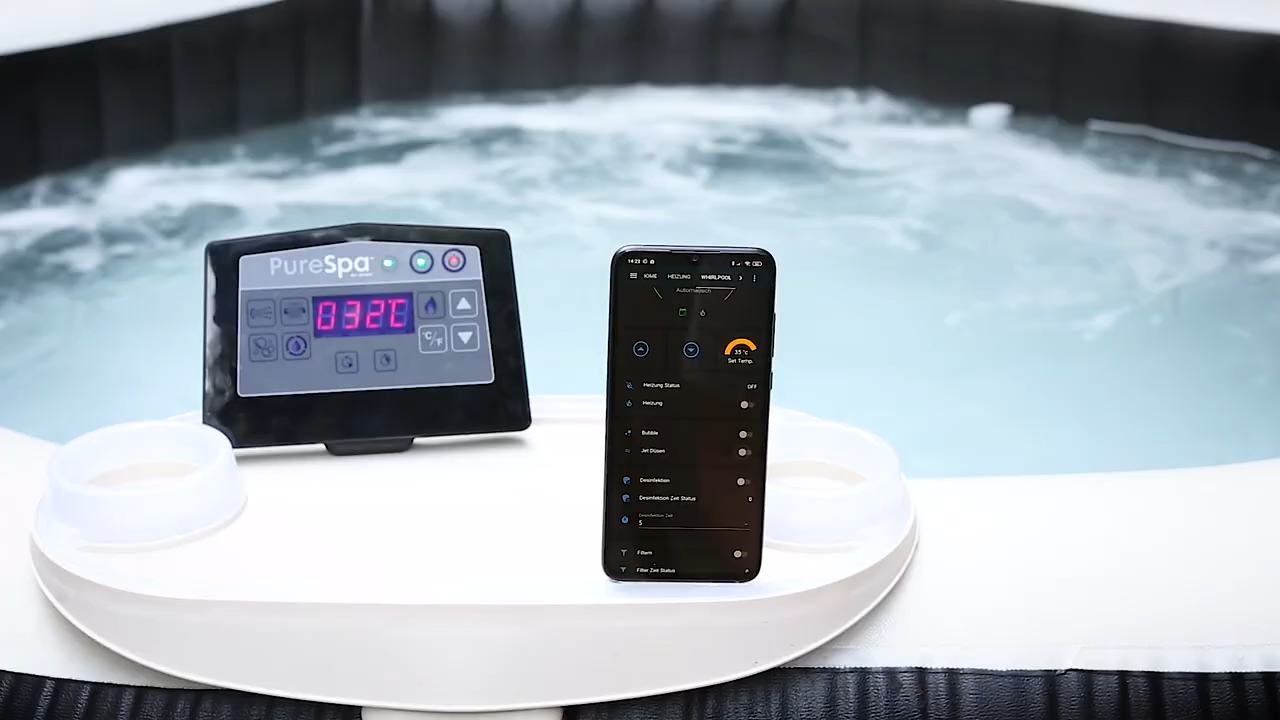 PureSpa
032°C
°C/°F
14:22
HOME HEIZUNG WHIRLPOOL
Automatisch
35 °C
Set Temp.
Heizung Status OFF
Heizung
Bubble
Jet Düsen
Desinfektion
Desinfektion Zeit Status 0
Desinfektion Zeit
5
Filtern
Filter Zeit Status